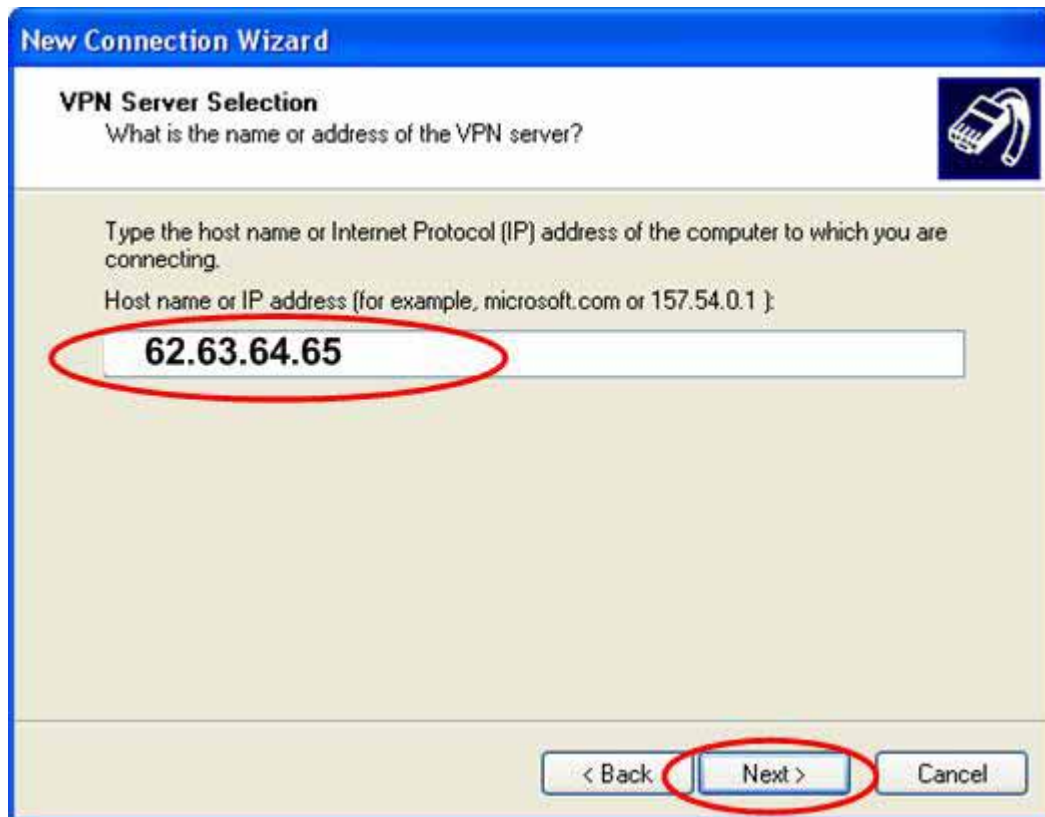 New Connection Wizard
VPN Server Selection
What is the name or address of the VPN server?
Type the host name or Internet Protocol (IP) address of the computer to which you are
connecting.
Host name or IP address (for example, microsoft.com or 157.54.0.1 ):
62.63.64.65
< Back
Next >
Cancel